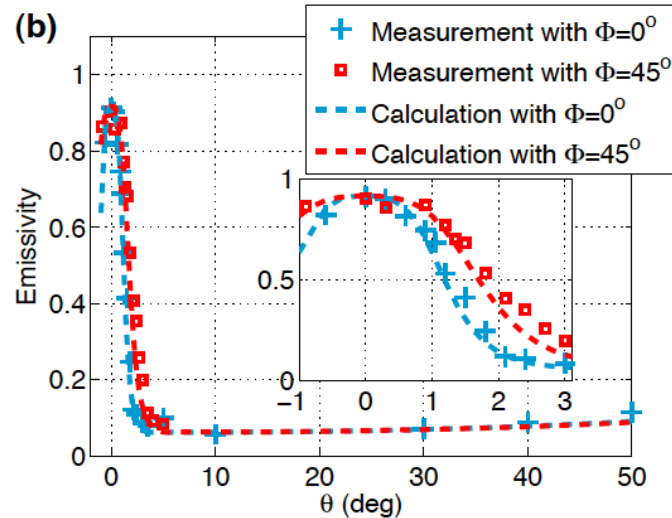 (b)
Measurement with Φ=0°
Measurement with Φ=45°
Calculation with Φ=0°
Calculation with Φ=45°
Emissivity
1
0.8
0.6
0.4
0.2
0
0 10 20 30 40 50
θ (deg)
1
0.5
0
−1 0 1 2 3